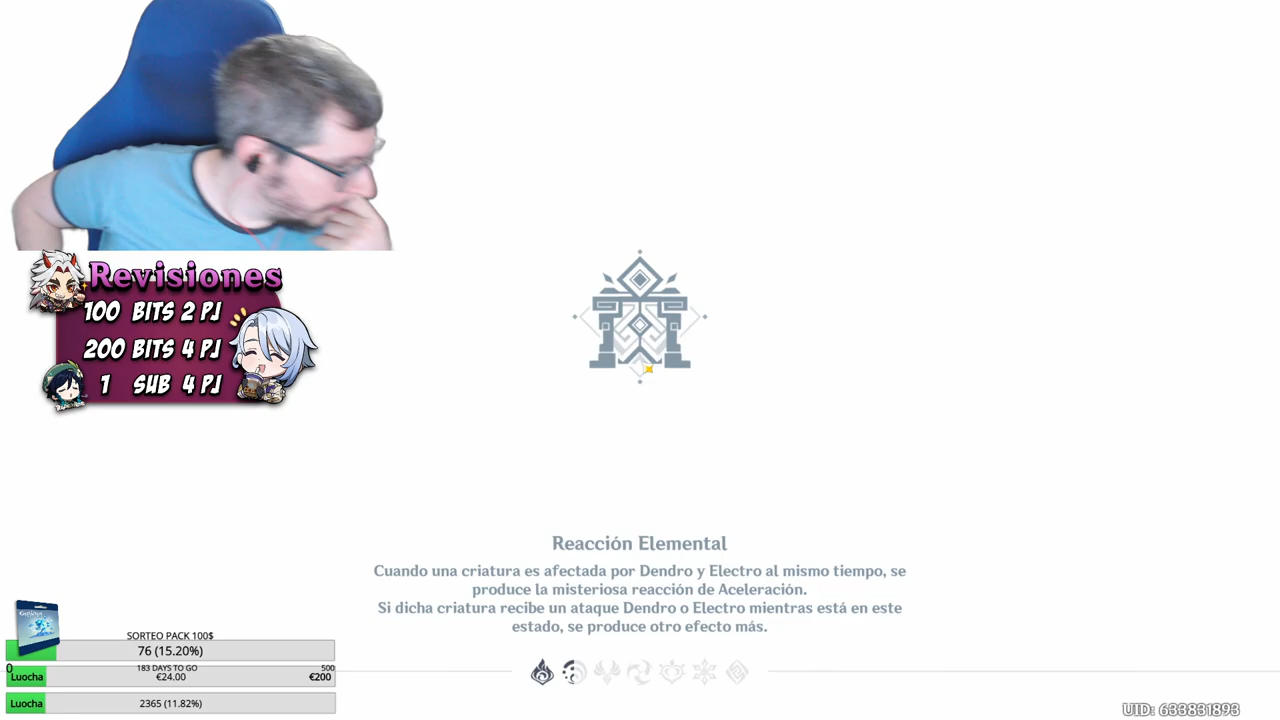 Revisiones
100 BITS 2 PJ
200 BITS 4 PJ
1 SUB 4 PJ
Reacción Elemental
Cuando una criatura es afectada por Dendro y Electro al mismo tiempo, se
produce la misteriosa reacción de Aceleración.
Si dicha criatura recibe un ataque Dendro o Electro mientras está en este
estado, se produce otro efecto más.
SORTEO PACK 100$
76 (15.20%)
0 183 DAYS TO GO 500
Luocha €24.00 €200
Luocha 2365 (11.82%)
UID: 633831893